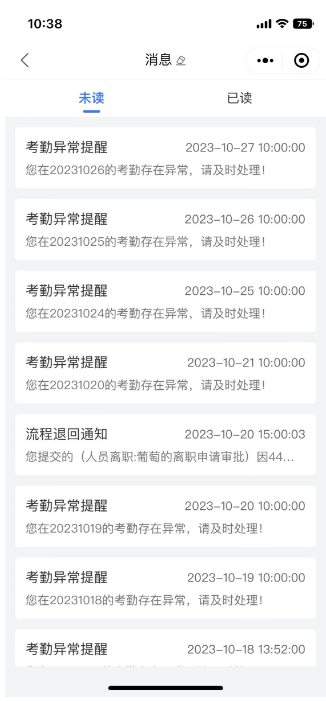 10:38
75
消息
未读
已读
考勤异常提醒 2023-10-27 10:00:00
您在20231026的考勤存在异常，请及时处理！
考勤异常提醒 2023-10-26 10:00:00
您在20231025的考勤存在异常，请及时处理！
考勤异常提醒 2023-10-25 10:00:00
您在20231024的考勤存在异常，请及时处理！
考勤异常提醒 2023-10-21 10:00:00
您在20231020的考勤存在异常，请及时处理！
流程退回通知 2023-10-20 15:00:03
您提交的（人员离职:葡萄的离职申请审批）因44...
考勤异常提醒 2023-10-20 10:00:00
您在20231019的考勤存在异常，请及时处理！
考勤异常提醒 2023-10-19 10:00:00
您在20231018的考勤存在异常，请及时处理！
考勤异常提醒 2023-10-18 13:52:00